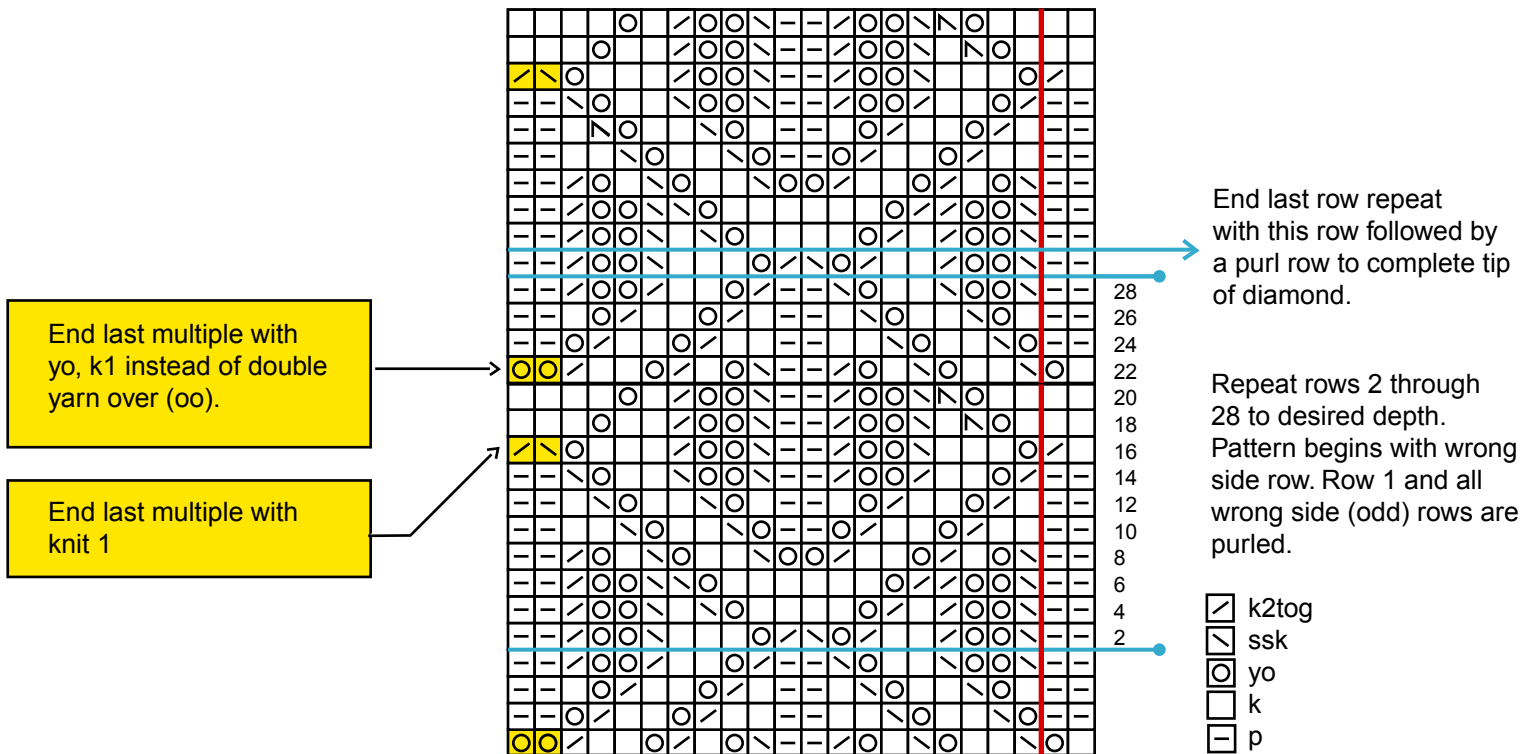 End last multiple with
yo, k1 instead of double
yarn over (oo).
End last multiple with
knit 1
28
26
24
22
20
18
16
14
12
10
8
6
4
2
End last row repeat
with this row followed by
a purl row to complete tip
of diamond.
Repeat rows 2 through
28 to desired depth.
Pattern begins with wrong
side row. Row 1 and all
wrong side (odd) rows are
purled.
k2tog
ssk
yo
k
p